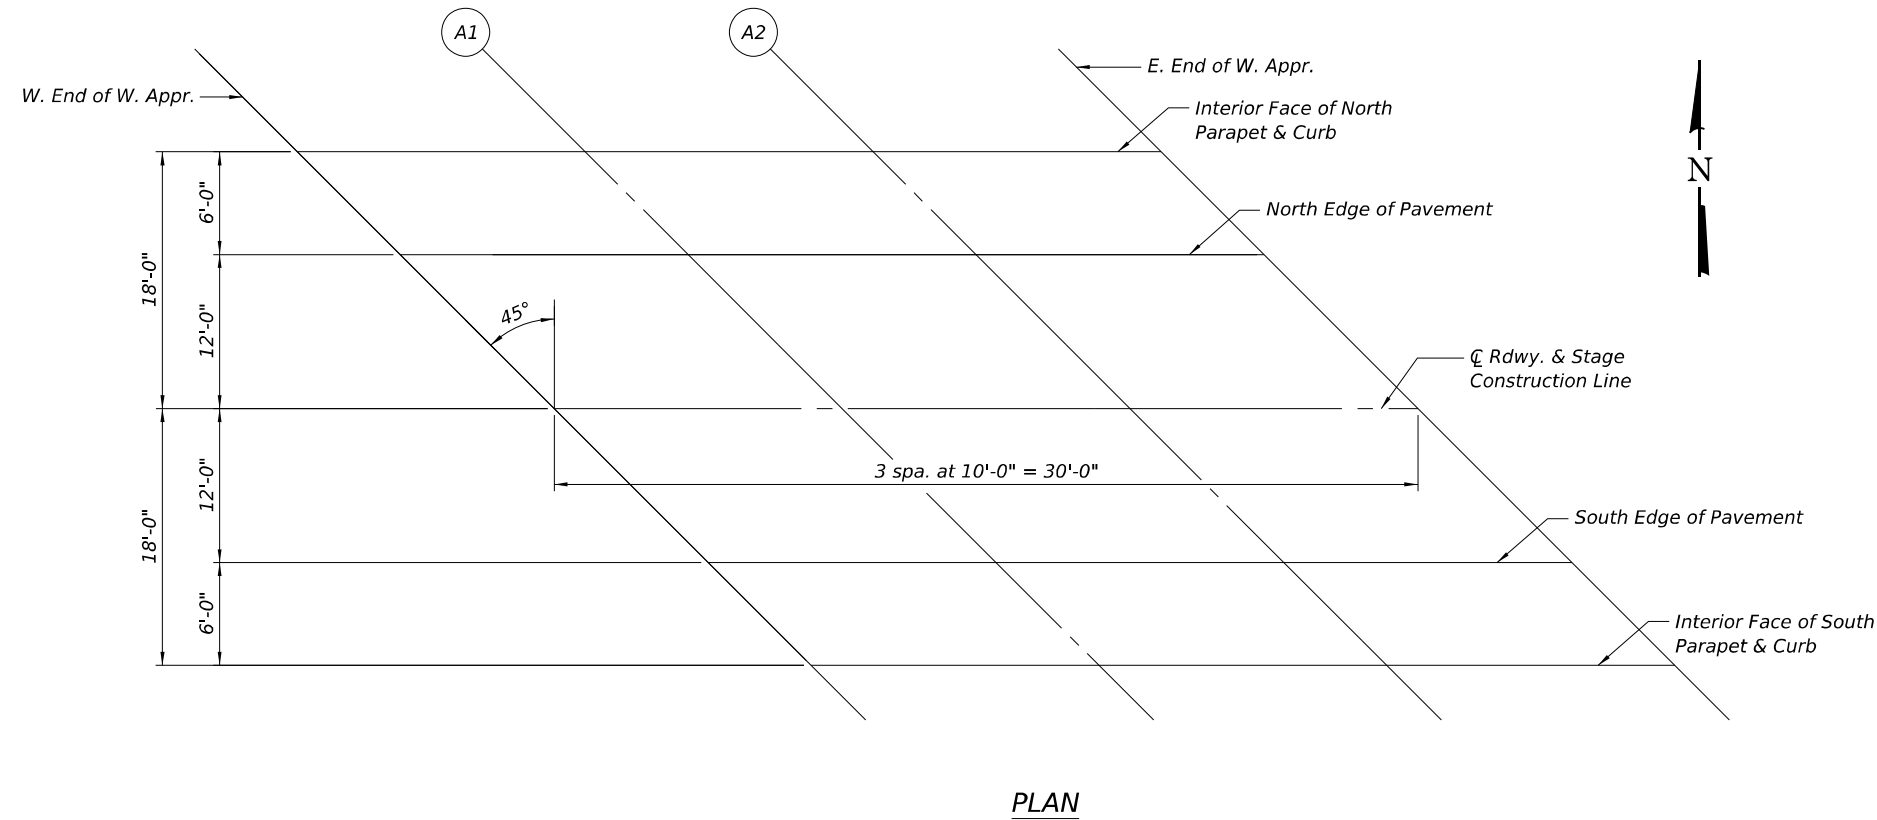 A1
A2
E. End of W. Appr.
W. End of W. Appr.
Interior Face of North
Parapet & Curb
N
6'-0"
North Edge of Pavement
18'-0"
12'-0"
45°
℄ Rdwy. & Stage
Construction Line
3 spa. at 10'-0" = 30'-0"
12'-0"
18'-0"
South Edge of Pavement
6'-0"
Interior Face of South
Parapet & Curb
PLAN